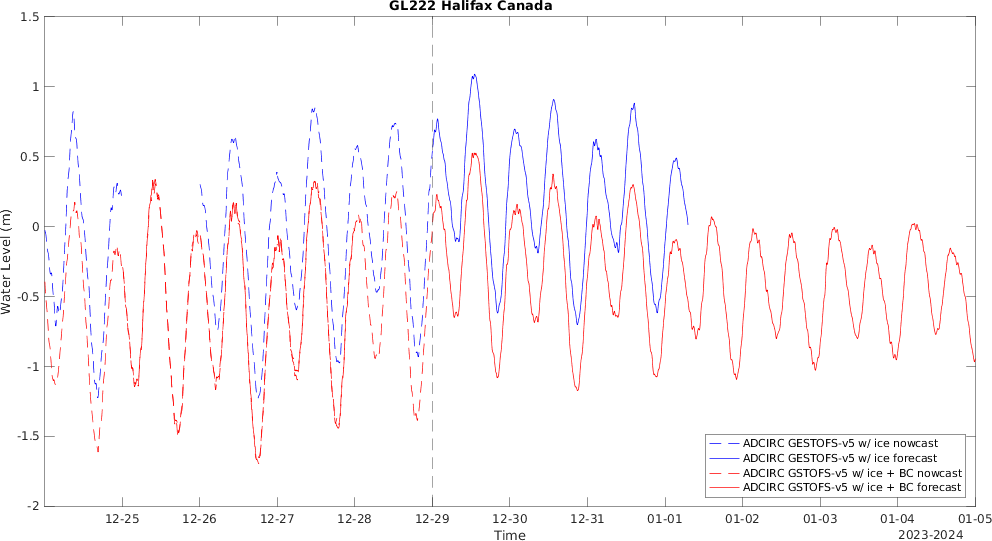 GL222 Halifax Canada
1.5
1
0.5
0
-0.5
-1
-1.5
-2
Water Level (m)
ADCIRC GESTOFS-v5 w/ ice nowcast
ADCIRC GESTOFS-v5 w/ ice forecast
ADCIRC GSTOFS-v5 w/ ice + BC nowcast
ADCIRC GSTOFS-v5 w/ ice + BC forecast
12-25 12-26 12-27 12-28 12-29 12-30 12-31 01-01 01-02 01-03 01-04 01-05
Time
2023-2024